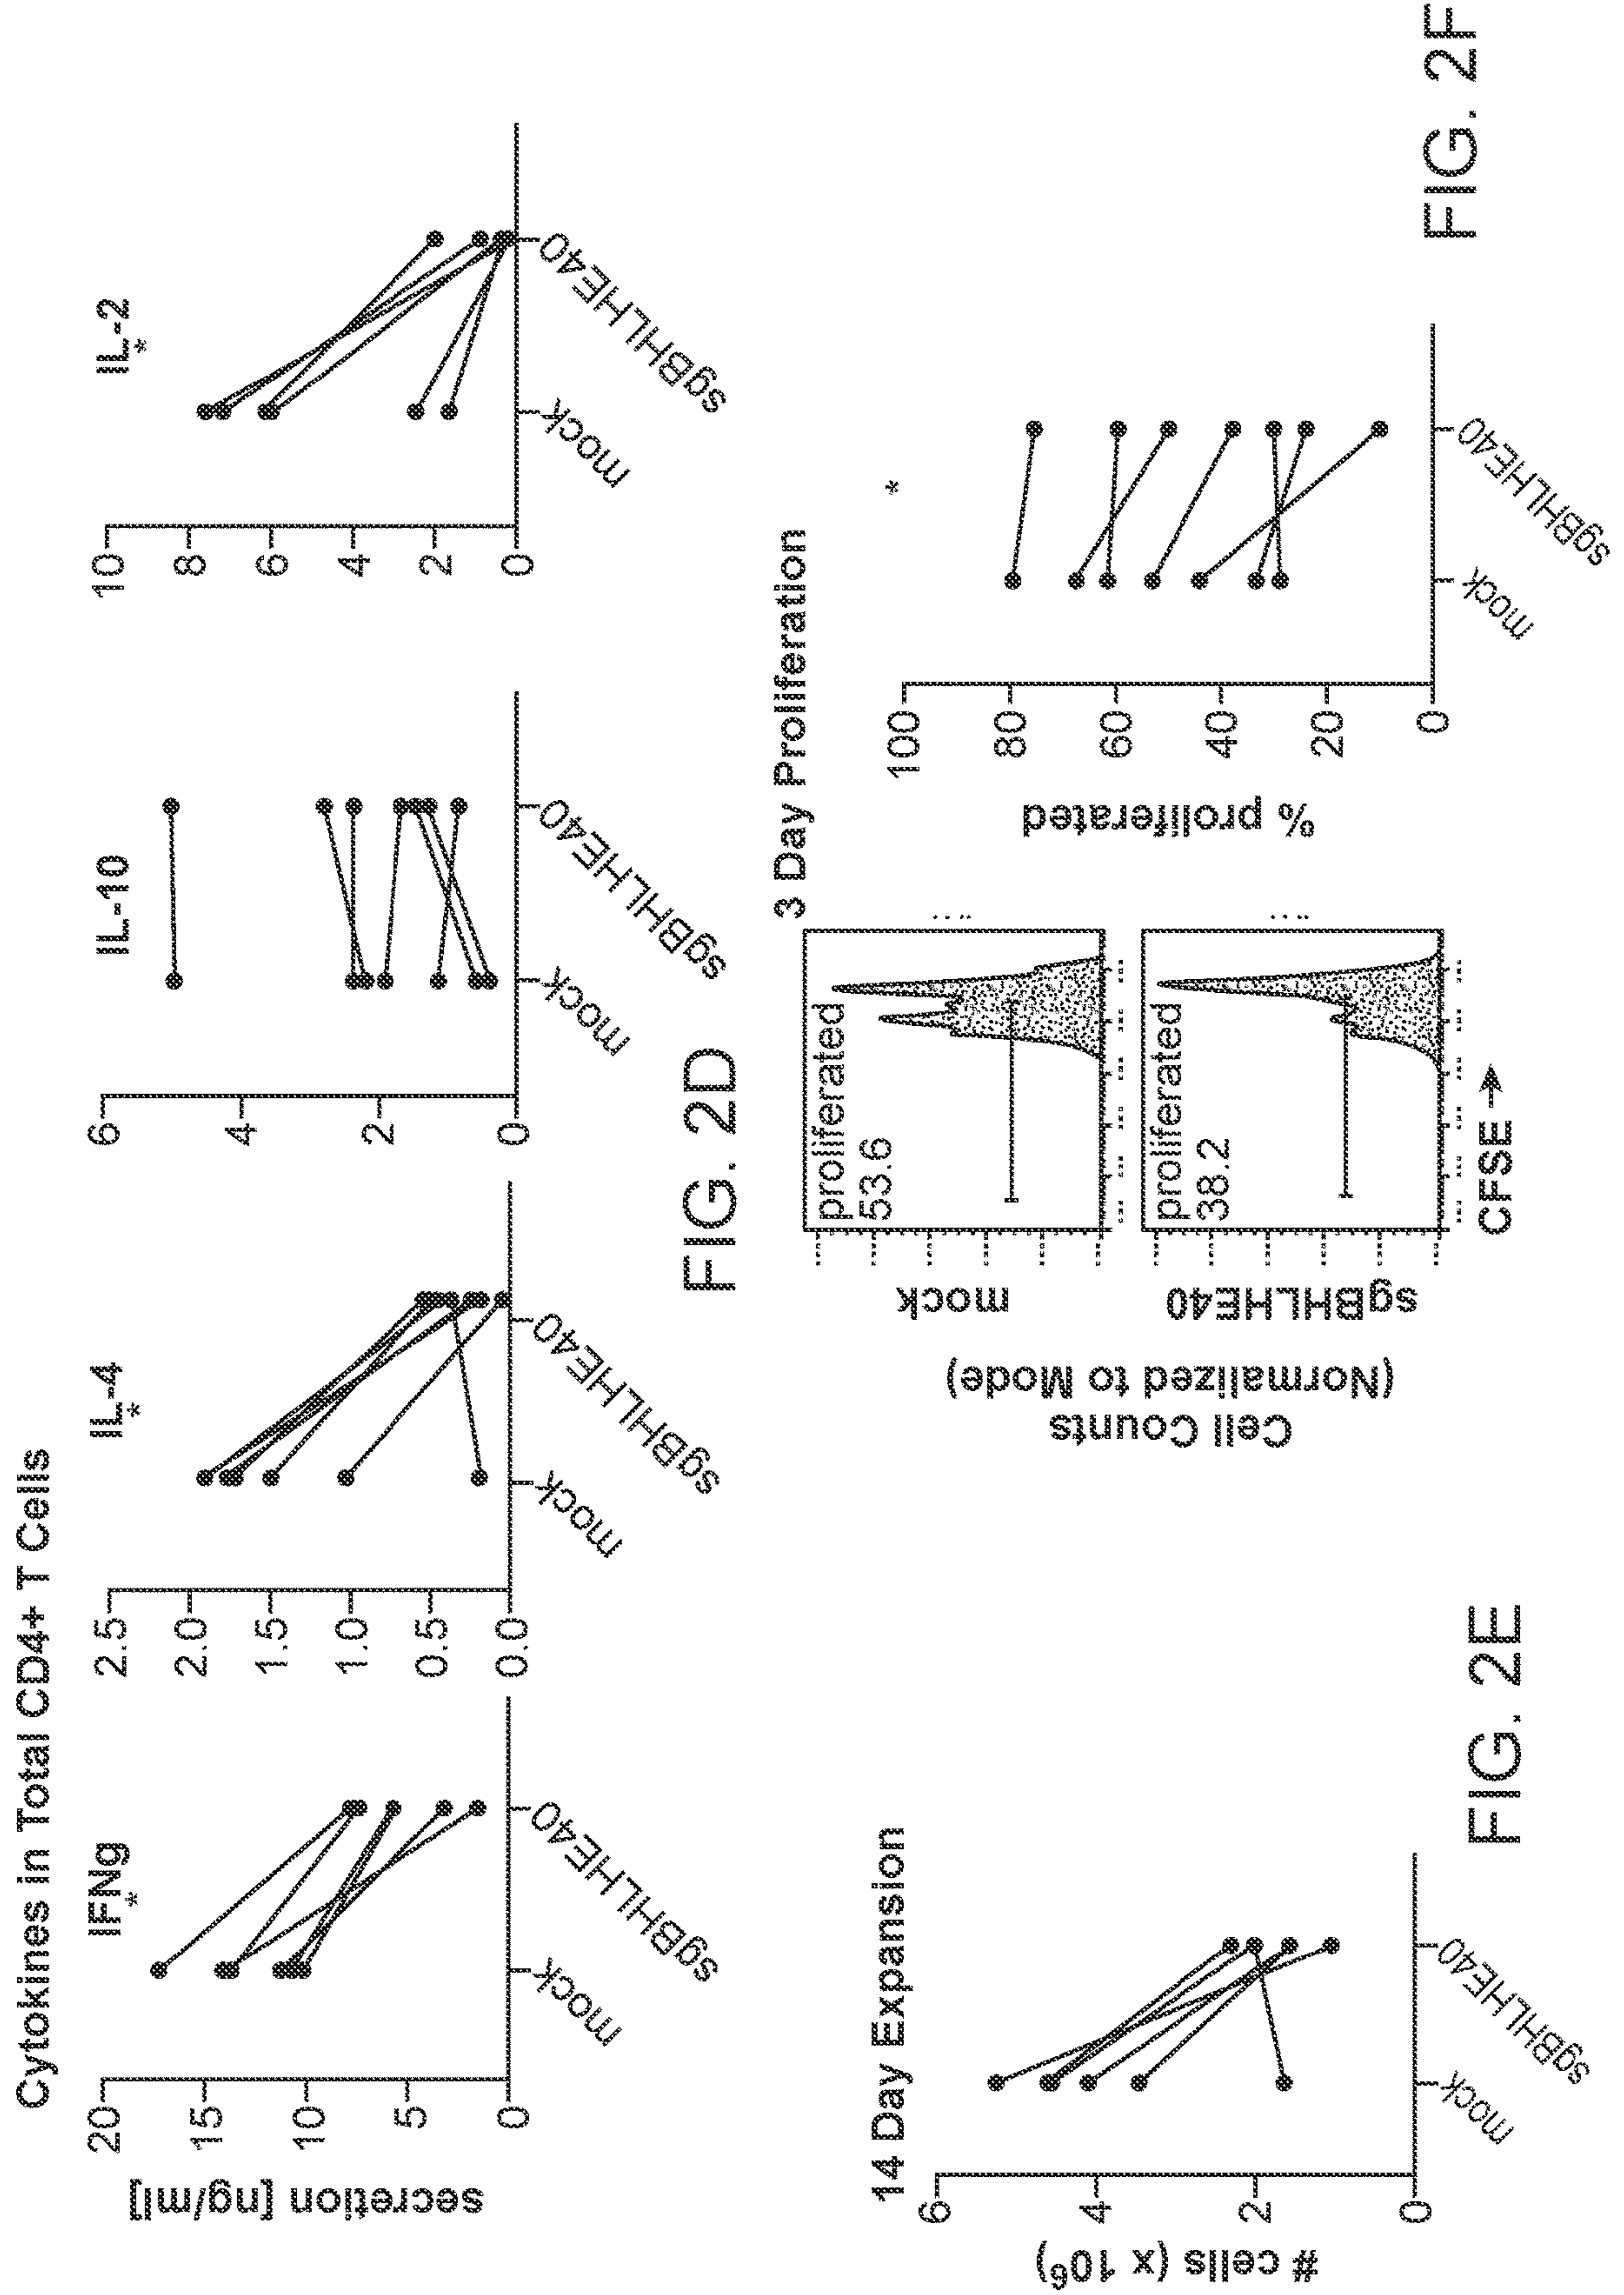 Cytokines in Total CD4+ T Cells
secretion [ng/ml]
IFNg
*
20
15
10
5
0
mock
sgBHLHE40
IL-4
*
2.5
2.0
1.5
1.0
0.5
0.0
mock
sgBHLHE40
IL-10
6
4
2
0
mock
sgBHLHE40
IL-2
*
10
8
6
4
2
0
mock
sgBHLHE40
FIG. 2D
14 Day Expansion
# cells (x 10⁶)
6
4
2
0
mock
sgBHLHE40
FIG. 2E
3 Day Proliferation
Cell Counts
(Normalized to Mode)
mock
proliferated
53.6
sgBHLHE40
proliferated
38.2
CFSE →
% proliferated
*
100
80
60
40
20
0
mock
sgBHLHE40
FIG. 2F